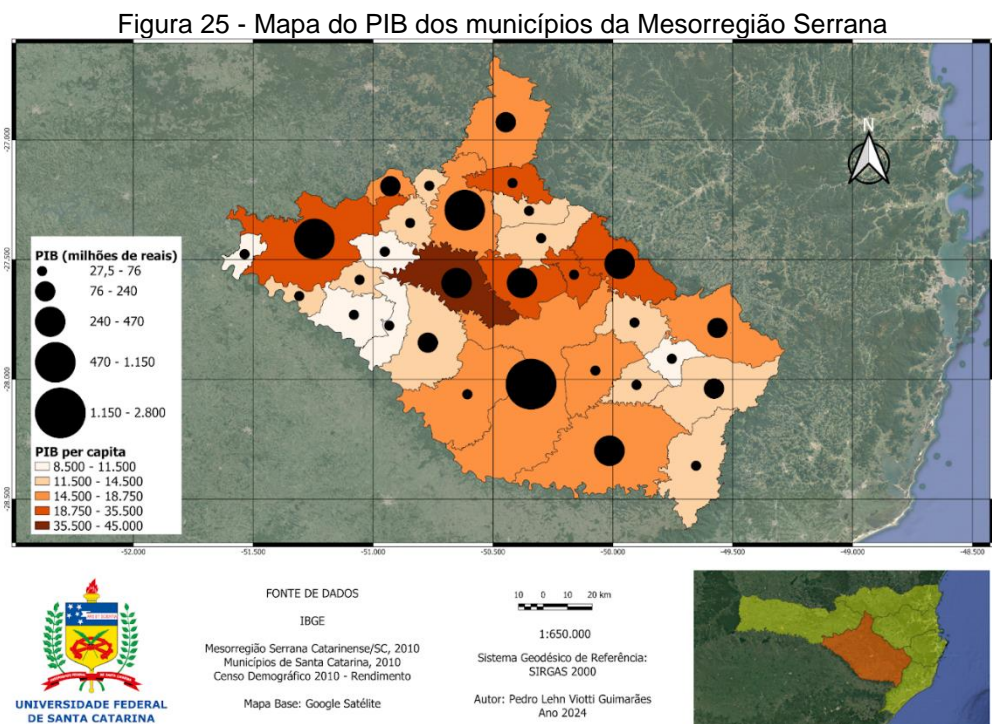 Figura 25 - Mapa do PIB dos municípios da Mesorregião Serrana
N
-27.000
-27.500
-28.000
-28.500
PIB (milhões de reais)
27,5 - 76
76 - 240
240 - 470
470 - 1.150
1.150 - 2.800
PIB per capita
8.500 - 11.500
11.500 - 14.500
14.500 - 18.750
18.750 - 35.500
35.500 - 45.000
-52.000 -51.500 -51.000 -50.500 -50.000 -49.500 -49.000 -48.500
UNIVERSIDADE FEDERAL
DE SANTA CATARINA
FONTE DE DADOS
IBGE
Mesorregião Serrana Catarinense/SC, 2010
Municípios de Santa Catarina, 2010
Censo Demográfico 2010 - Rendimento
Mapa Base: Google Satélite
10 0 10 20 km
1:650.000
Sistema Geodésico de Referência:
SIRGAS 2000
Autor: Pedro Lehn Viotti Guimarães
Ano 2024